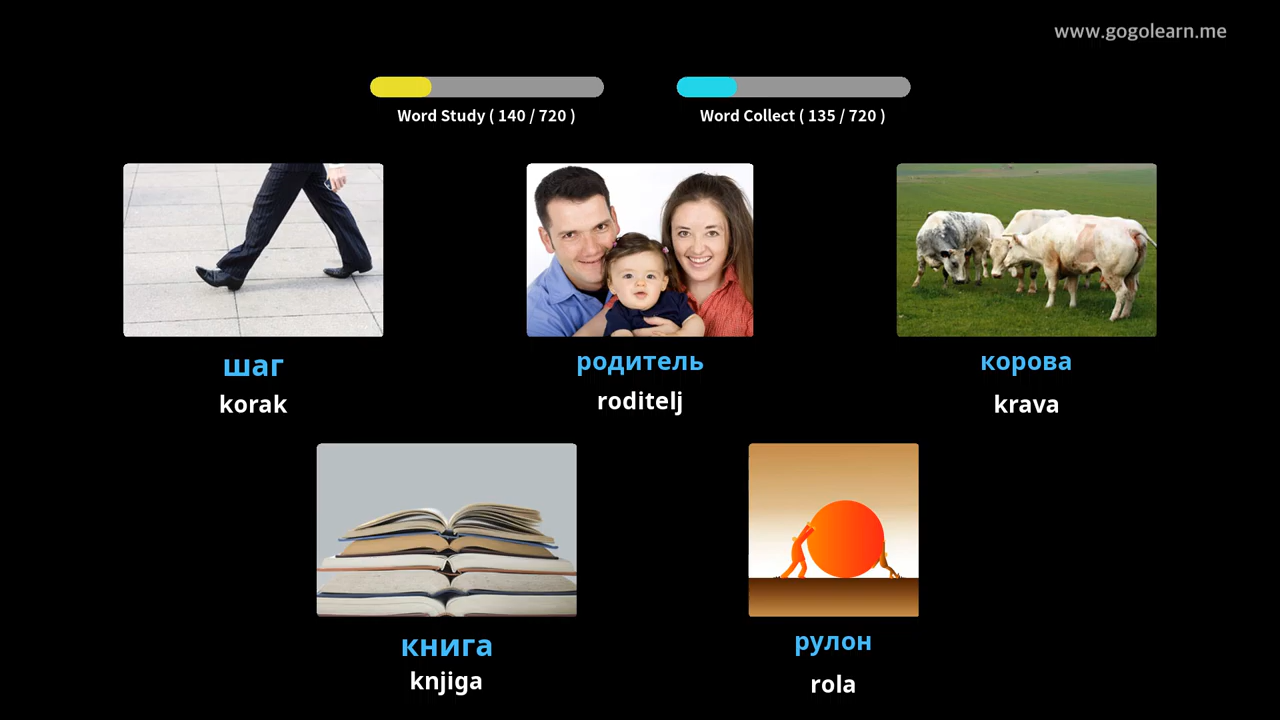 www.gogolearn.me
Word Study ( 140 / 720 )
Word Collect ( 135 / 720 )
шаг
korak
родитель
roditelj
корова
krava
книга
knjiga
рулон
rola